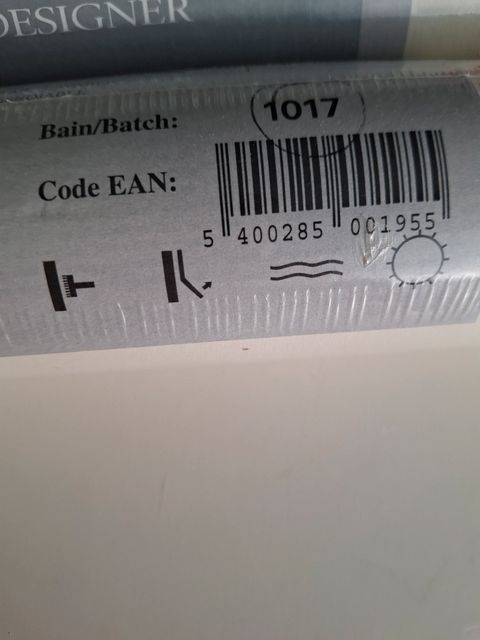 DESIGNER
Bain/Batch: 1017
Code EAN:
5 400285 001955